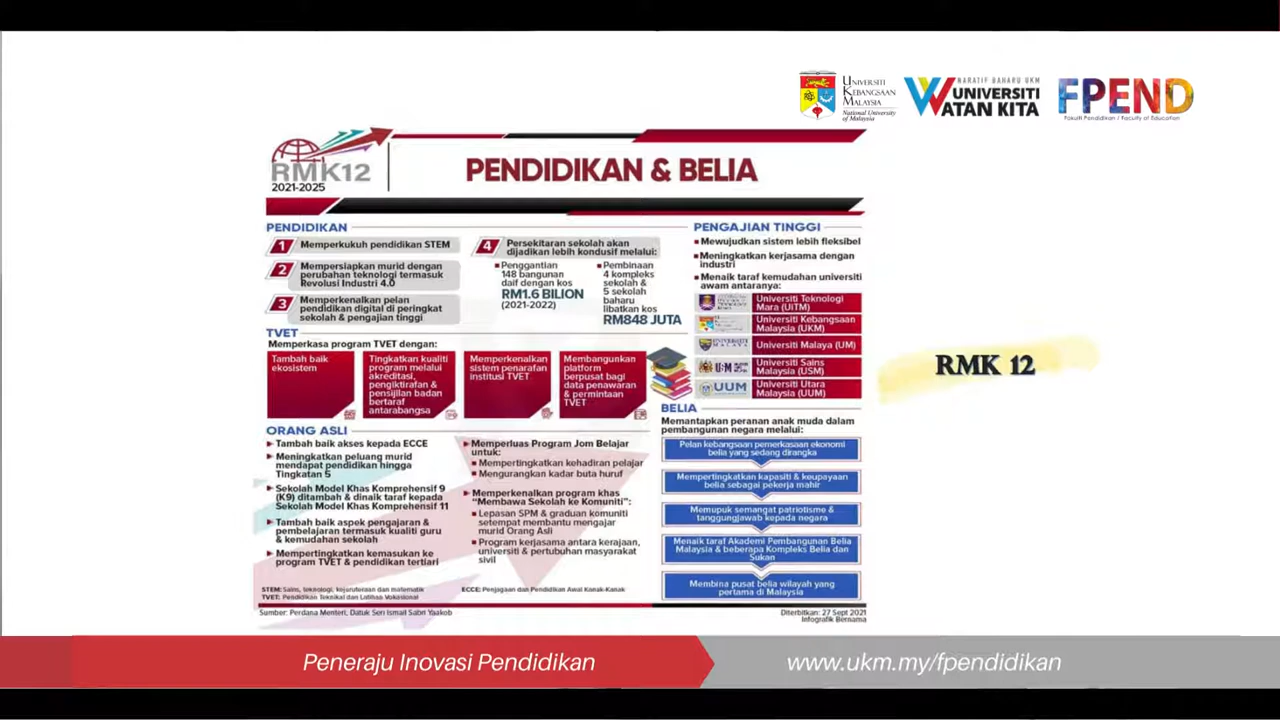 UNIVERSITI
KEBANGSAAN
MALAYSIA
National University
of Malaysia
NARATIF BAHARU UKM
UNIVERSITI
WATAN KITA
FPEND
Fakulti Pendidikan / Faculty of Education
RMK12
2021-2025
PENDIDIKAN & BELIA
PENDIDIKAN
1 Memperkukuh pendidikan STEM
2 Mempersiapkan murid dengan
perubahan teknologi termasuk
Revolusi Industri 4.0
3 Memperkenalkan pelan
pendidikan digital di peringkat
sekolah & pengajian tinggi
4 Persekitaran sekolah akan
dijadikan lebih kondusif melalui:
Penggantian
148 bangunan
daif dengan kos
RM1.6 BILION
(2021-2022)
Pembinaan
4 kompleks
sekolah &
5 sekolah
baharu
libatkan kos
RM848 JUTA
TVET
Memperkasa program TVET dengan:
Tambah baik
ekosistem
Tingkatkan kualiti
program melalui
akreditasi,
pengiktirafan &
pensijilan badan
bertaraf
antarabangsa
Memperkenalkan
sistem penarafan
institusi TVET
Membangunkan
platform
berpusat bagi
data penawaran
& permintaan
TVET
ORANG ASLI
Tambah baik akses kepada ECCE
Meningkatkan peluang murid
mendapat pendidikan hingga
Tingkatan 5
Sekolah Model Khas Komprehensif 9
(K9) ditambah & dinaik taraf kepada
Sekolah Model Khas Komprehensif 11
Tambah baik aspek pengajaran &
pembelajaran termasuk kualiti guru
& kemudahan sekolah
Mempertingkatkan kemasukan ke
program TVET & pendidikan tertiari
Memperluas Program Jom Belajar
untuk:
Mempertingkatkan kehadiran pelajar
Mengurangkan kadar buta huruf
Memperkenalkan program khas
“Membawa Sekolah ke Komuniti”:
Lepasan SPM & graduan komuniti
setempat membantu mengajar
murid Orang Asli
Program kerjasama antara kerajaan,
universiti & pertubuhan masyarakat
sivil
PENGAJIAN TINGGI
Mewujudkan sistem lebih fleksibel
Meningkatkan kerjasama dengan
industri
Menaik taraf kemudahan universiti
awam antaranya:
Universiti Teknologi
Mara (UiTM)
Universiti Kebangsaan
Malaysia (UKM)
Universiti Malaya (UM)
Universiti Sains
Malaysia (USM)
UUM
Universiti Utara
Malaysia (UUM)
BELIA
Memantapkan peranan anak muda dalam
pembangunan negara melalui:
Pelan kebangsaan pemerkasaan ekonomi
belia yang sedang dirangka
Mempertingkatkan kapasiti & keupayaan
belia sebagai pekerja mahir
Memupuk semangat patriotisme &
tanggungjawab kepada negara
Menaik taraf Akademi Pembangunan Belia
Malaysia & beberapa Kompleks Belia dan
Sukan
Membina pusat belia wilayah yang
pertama di Malaysia
STEM: Sains, teknologi, kejuruteraan dan matematik
TVET: Pendidikan Teknikal dan Latihan Vokasional
ECCE: Penjagaan dan Pendidikan Awal Kanak-Kanak
Sumber: Perdana Menteri, Datuk Seri Ismail Sabri Yaakob
Diterbitkan: 27 Sept 2021
Infografik Bernama
RMK 12
Peneraju Inovasi Pendidikan
www.ukm.my/fpendidikan